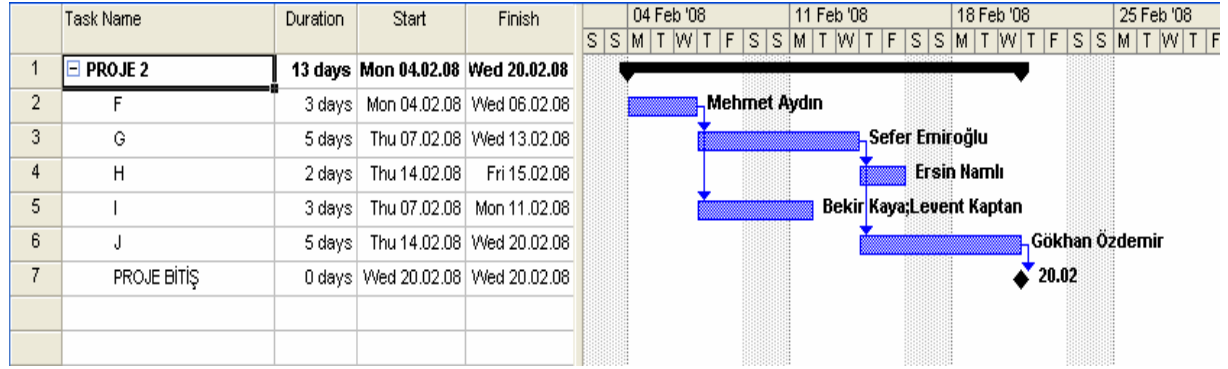 Task Name Duration Start Finish 04 Feb '08 11 Feb '08 18 Feb '08 25 Feb '08
S S M T W T F S S M T W T F S S M T W T F S S M T W T F
1 PROJE 2 13 days Mon 04.02.08 Wed 20.02.08
2 F 3 days Mon 04.02.08 Wed 06.02.08 Mehmet Aydın
3 G 5 days Thu 07.02.08 Wed 13.02.08 Sefer Emiroğlu
4 H 2 days Thu 14.02.08 Fri 15.02.08 Ersin Namlı
5 I 3 days Thu 07.02.08 Mon 11.02.08 Bekir Kaya;Levent Kaptan
6 J 5 days Thu 14.02.08 Wed 20.02.08 Gökhan Özdemir
7 PROJE BİTİŞ 0 days Wed 20.02.08 Wed 20.02.08 20.02